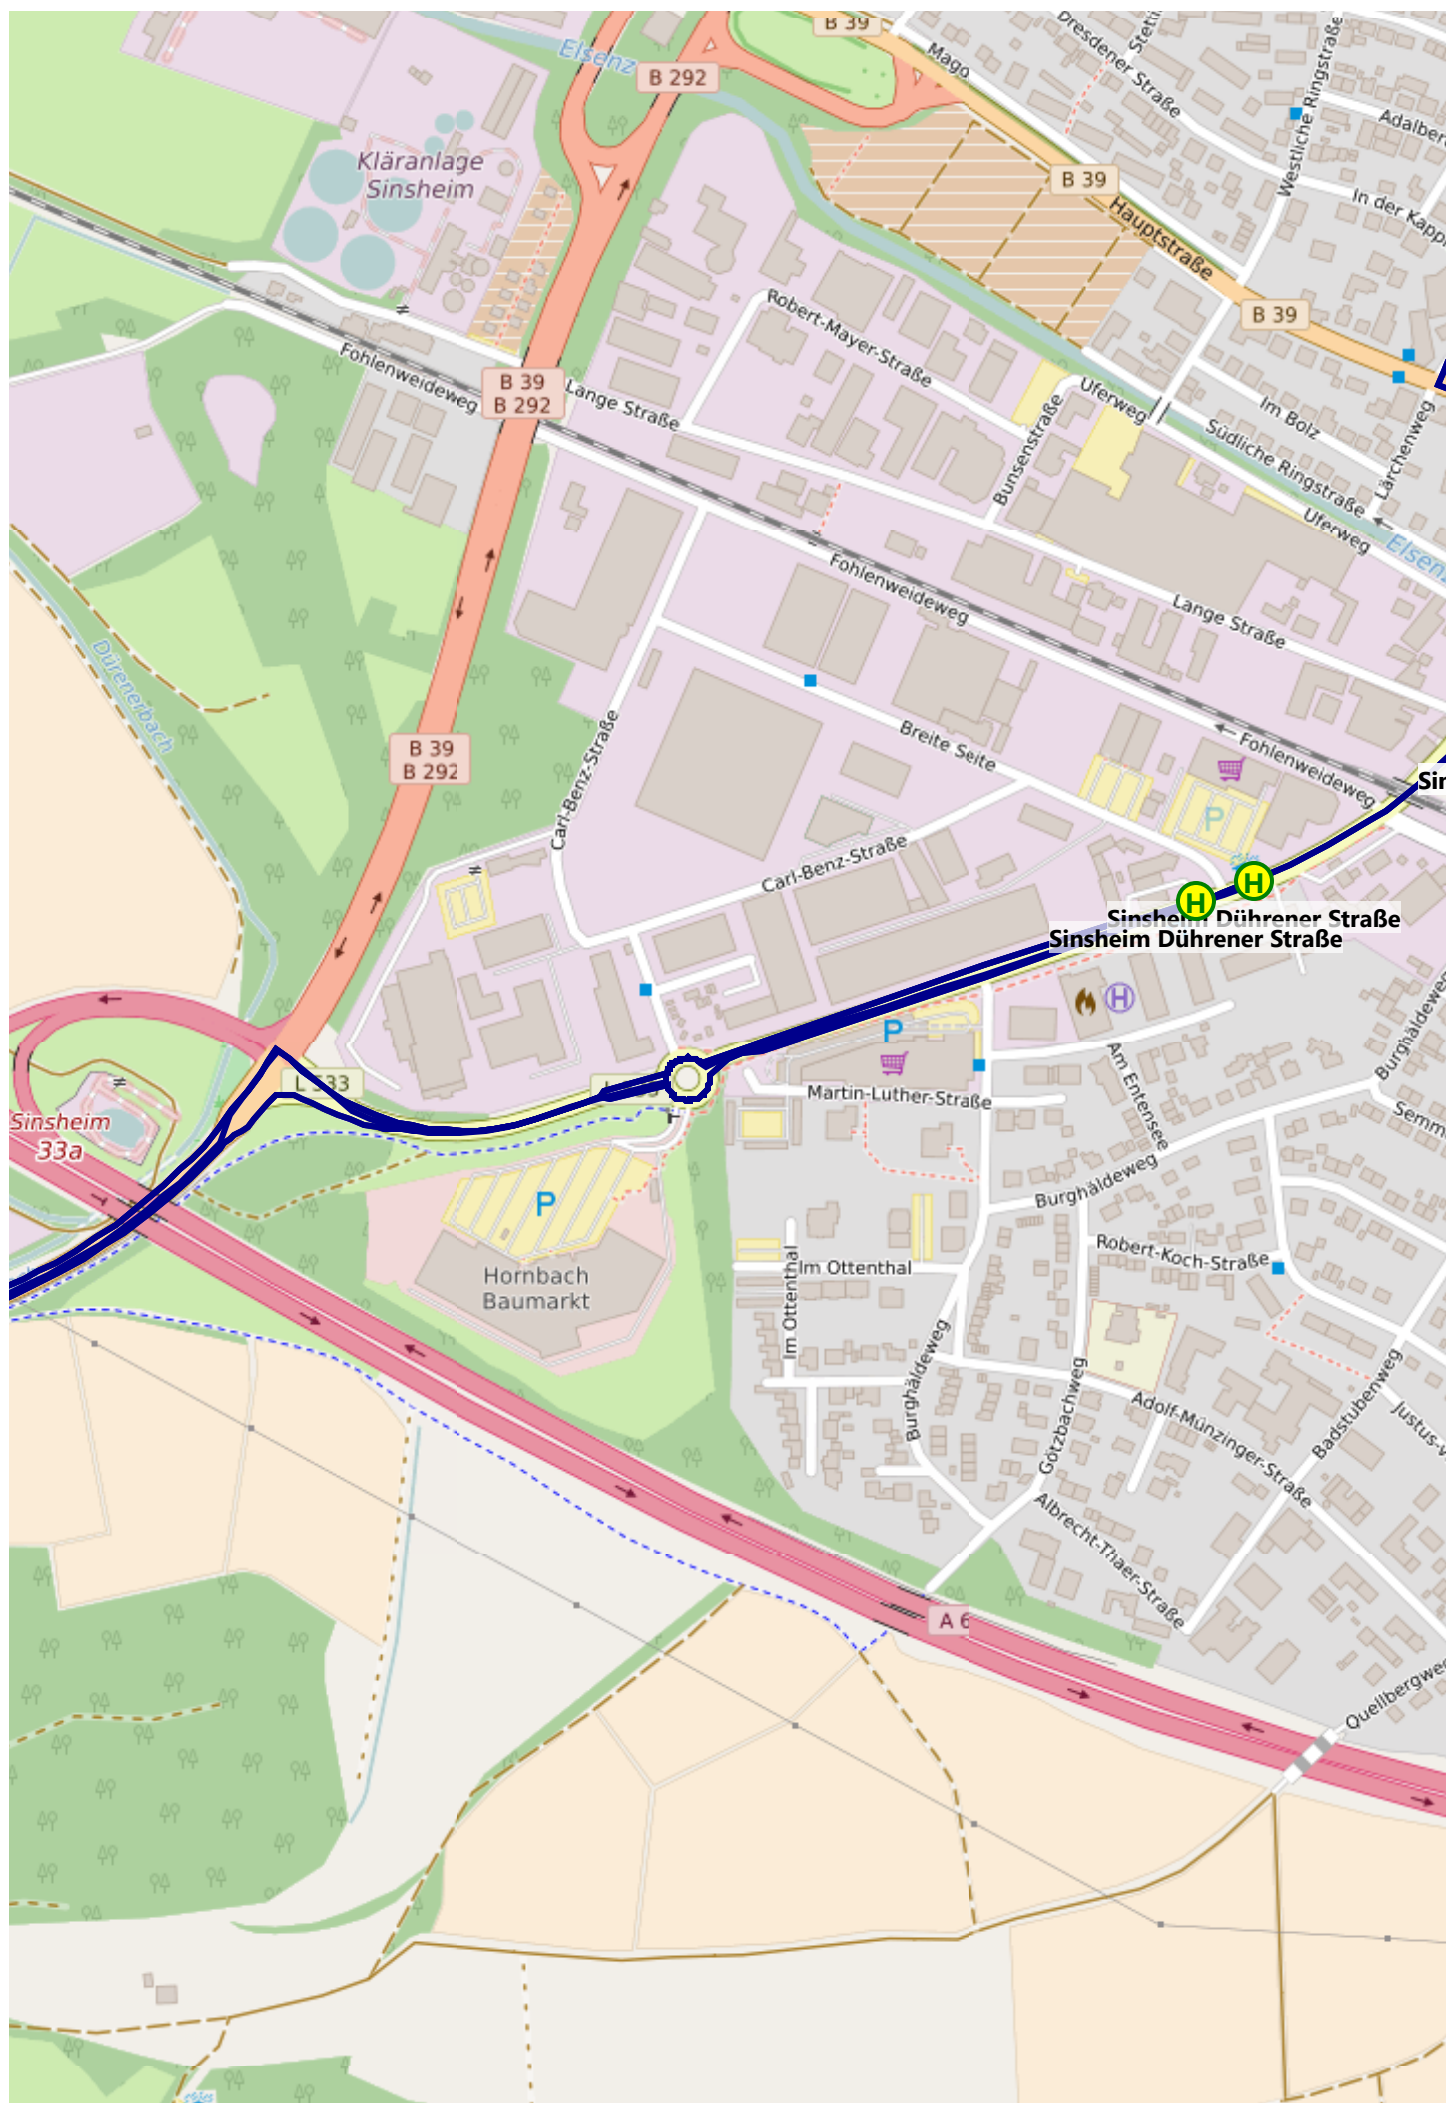 B 39
Elsenz
B 292
Mago
Dresdener Straße
Westliche Ringstraße
Kläranlage
Sinsheim
B 39
Hauptstraße
In der Kapp
B 39
Robert-Mayer-Straße
Fohlenweideweg
B 39
B 292
Lange Straße
Bunsenstraße
Uferweg
Im Bolz
Südliche Ringstraße
Lärchenweg
Uferweg
Fohlenweideweg
Lange Straße
Dürenerbach
B 39
B 292
Carl-Benz-Straße
Breite Seite
Fohlenweideweg
Sin
P
Carl-Benz-Straße
H
H
Sinsheim Dührener Straße
Sinsheim Dührener Straße
H
P
L 533
Martin-Luther-Straße
Am Entensee
Burghäldeweg
Sinsheim
33a
Semm
P
Burghäldeweg
Robert-Koch-Straße
Hornbach
Baumarkt
Im Ottenthal
Im Ottenthal
Burghäldeweg
Götzbachweg
Adolf-Münzinger-Straße
Badstubenweg
Albrecht-Thaer-Straße
A 6
Quellbergweg